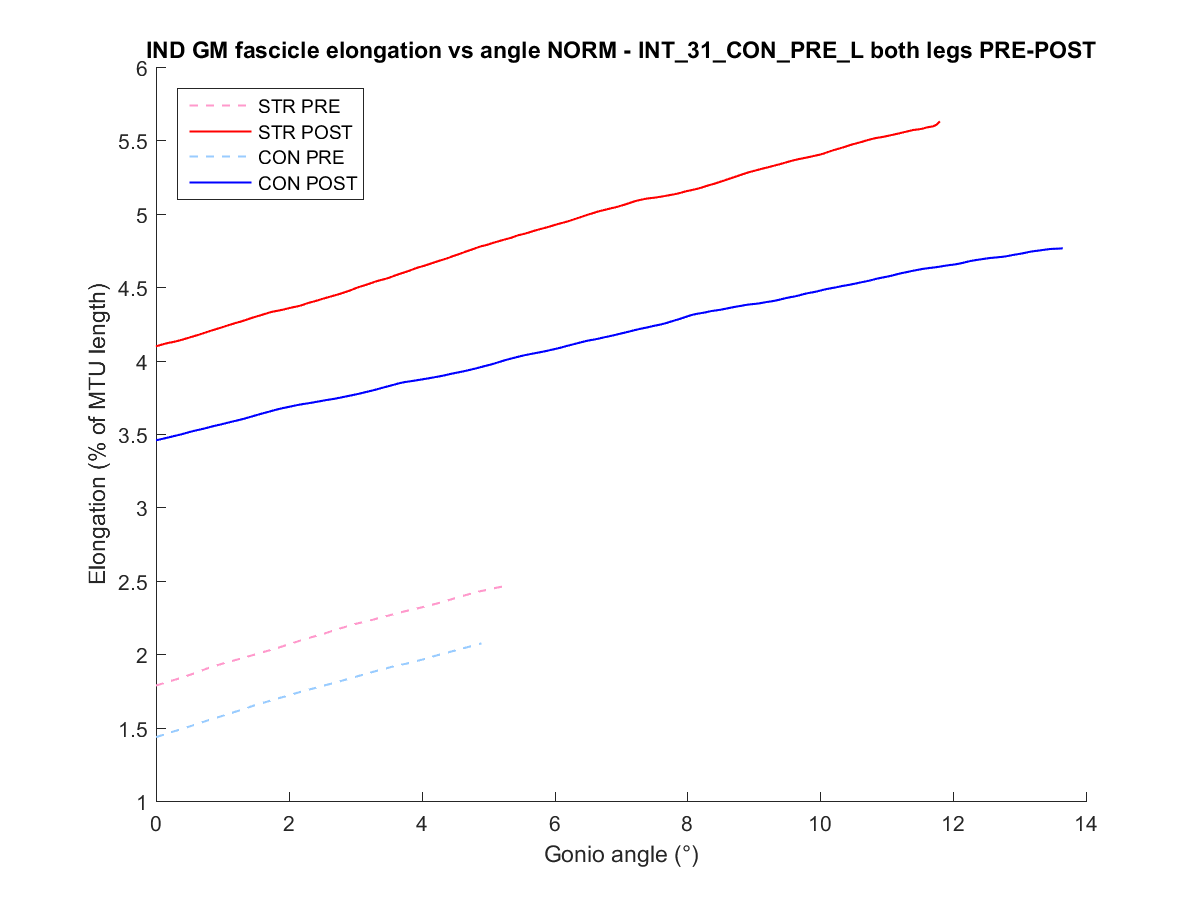 IND GM fascicle elongation vs angle NORM - INT_31_CON_PRE_L both legs PRE-POST
STR PRE
STR POST
CON PRE
CON POST
Elongation (% of MTU length)
6
5.5
5
4.5
4
3.5
3
2.5
2
1.5
1
0 2 4 6 8 10 12 14
Gonio angle (°)